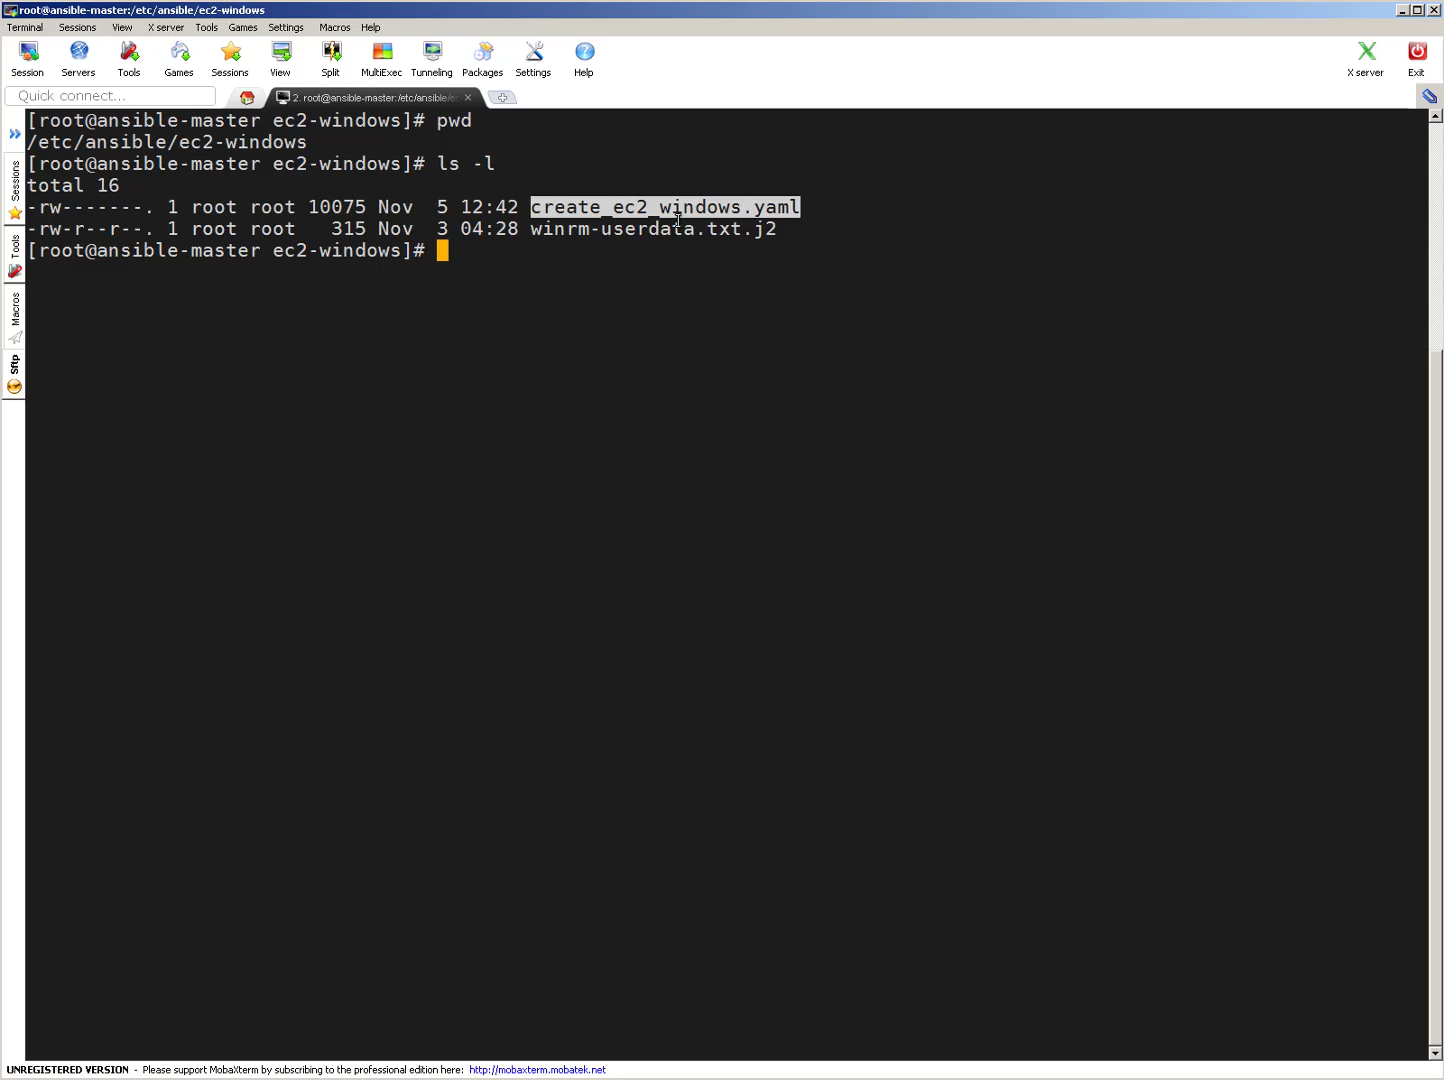 root@ansible-master:/etc/ansible/ec2-windows
Terminal Sessions View X server Tools Games Settings Macros Help
Session Servers Tools Games Sessions View Split MultiExec Tunneling Packages Settings Help X server Exit
Quick connect... 2. root@ansible-master:/etc/ansible/ec
[root@ansible-master ec2-windows]# pwd
/etc/ansible/ec2-windows
[root@ansible-master ec2-windows]# ls -l
total 16
-rw-------. 1 root root 10075 Nov  5 12:42 create_ec2_windows.yaml
-rw-r--r--. 1 root root   315 Nov  3 04:28 winrm-userdata.txt.j2
[root@ansible-master ec2-windows]#
Sessions
Tools
Macros
Sftp
UNREGISTERED VERSION - Please support MobaXterm by subscribing to the professional edition here: http://mobaxterm.mobatek.net